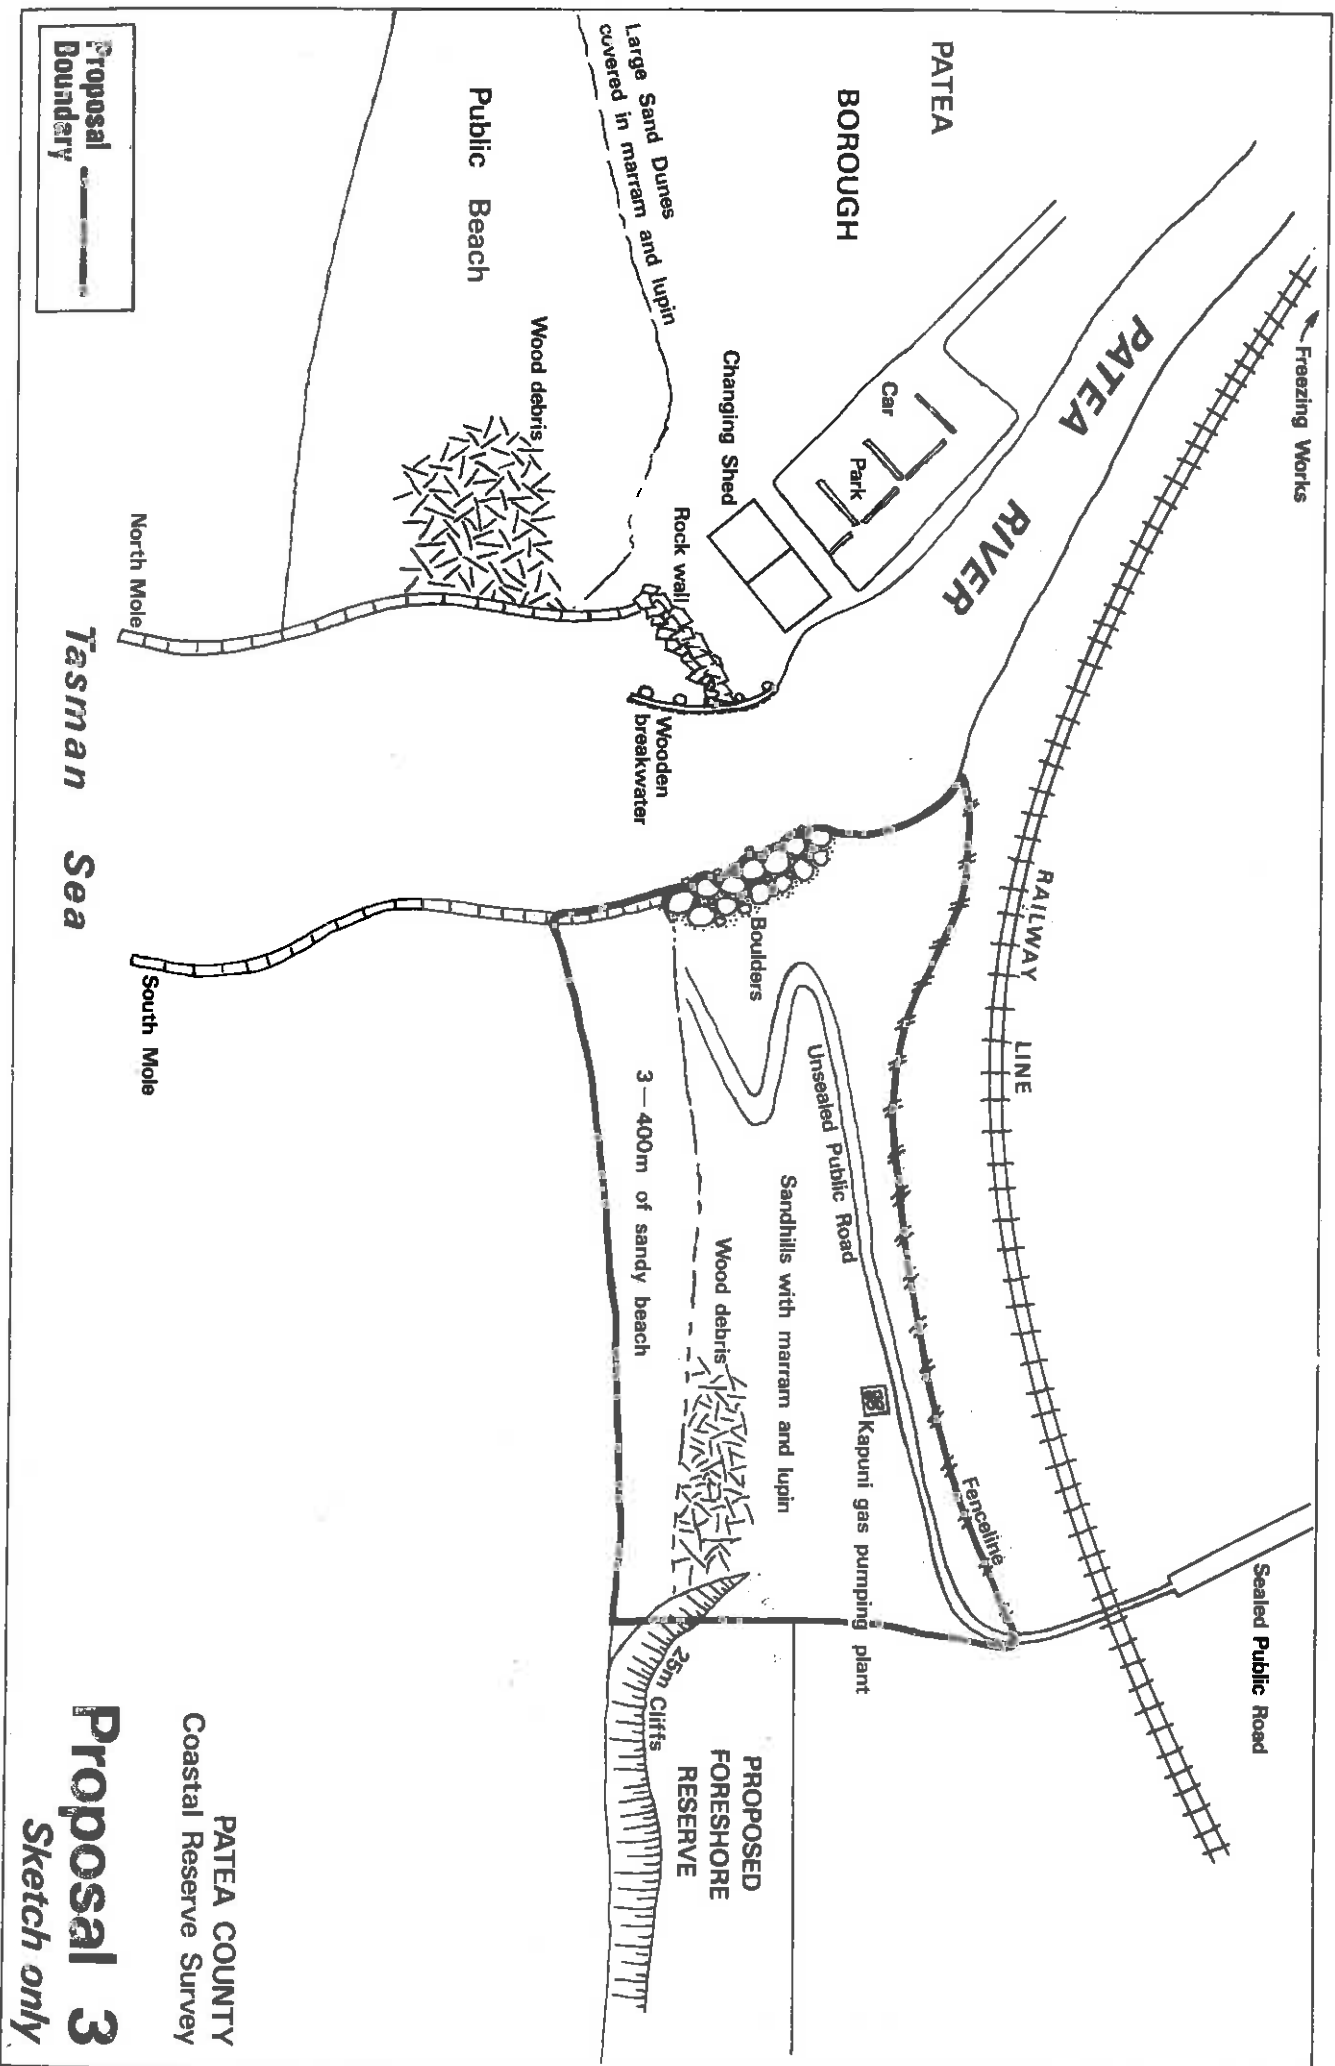 Freezing Works
PATEA
BOROUGH
PATEA RIVER
RAILWAY LINE
Sealed Public Road
Car
Park
Changing Shed
Large Sand Dunes
covered in marram and lupin
Rock wall
Wooden
breakwater
Wood debris
Public Beach
North Mole
Tasman Sea
South Mole
Boulders
Unsealed Public Road
Fenceline
Kapuni gas pumping plant
Sandhills with marram and lupin
Wood debris
3—400m of sandy beach
25m Cliffs
PROPOSED
FORESHORE
RESERVE
Proposal
Boundary
PATEA COUNTY
Coastal Reserve Survey
Proposal 3
Sketch only